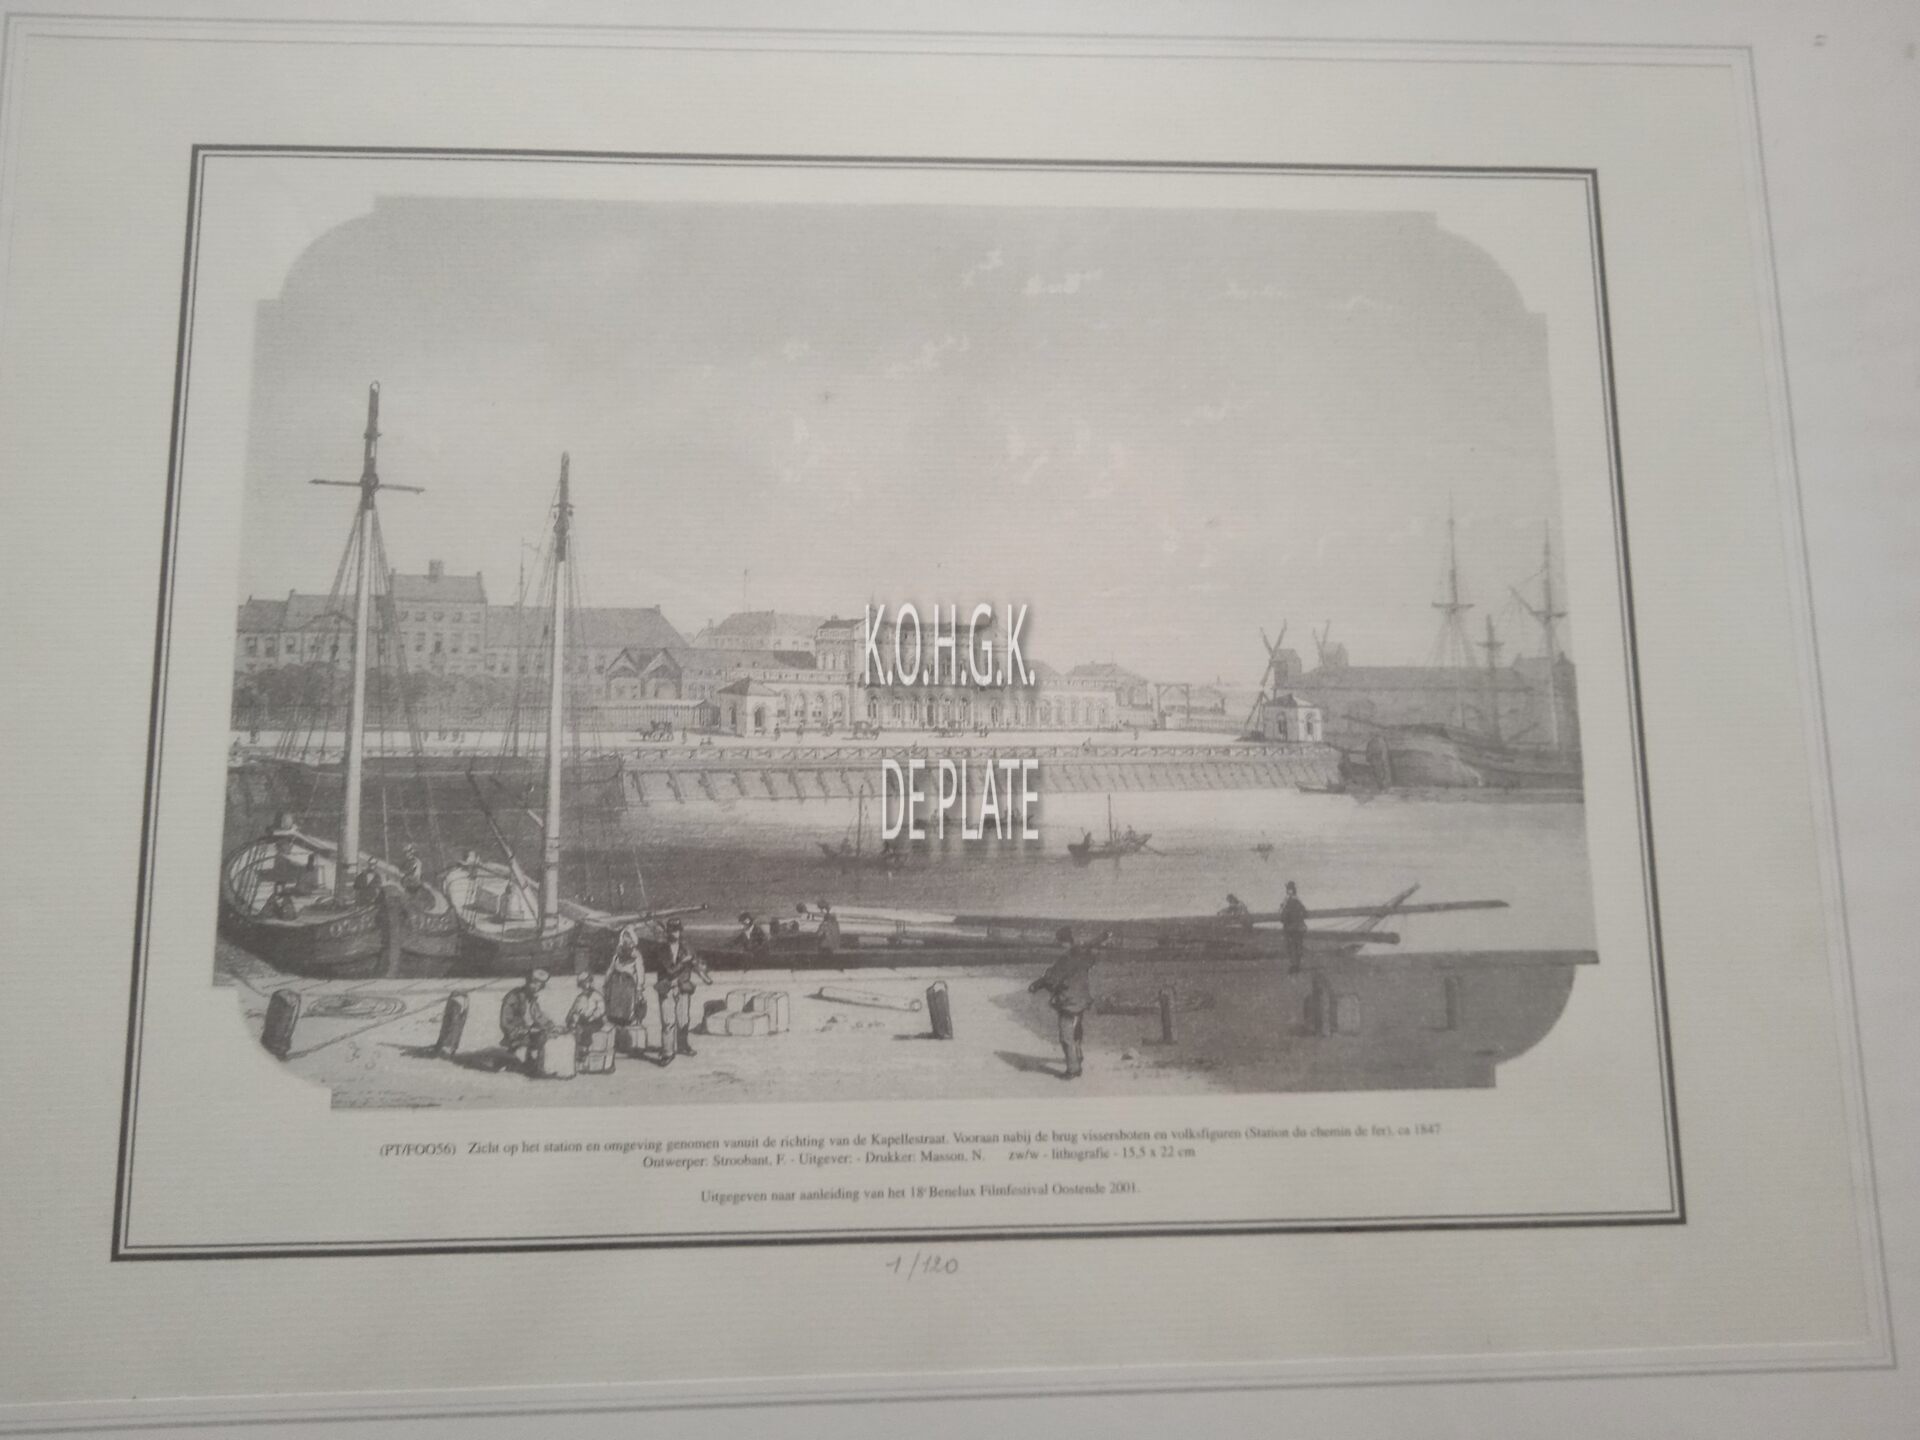 K.O.H.G.K.
DE PLATE
(PT/FOO56) Zicht op het station en omgeving genomen vanuit de richting van de Kapellestraat. Vooraan nabij de brug vissersboten en volksfiguren (Station du chemin de fer), ca 1847
Ontwerper: Stroobant, F. - Uitgever: - Drukker: Masson, N. zw/w - lithografie - 15,5 x 22 cm
Uitgegeven naar aanleiding van het 18e Benelux Filmfestival Oostende 2001.
1/120